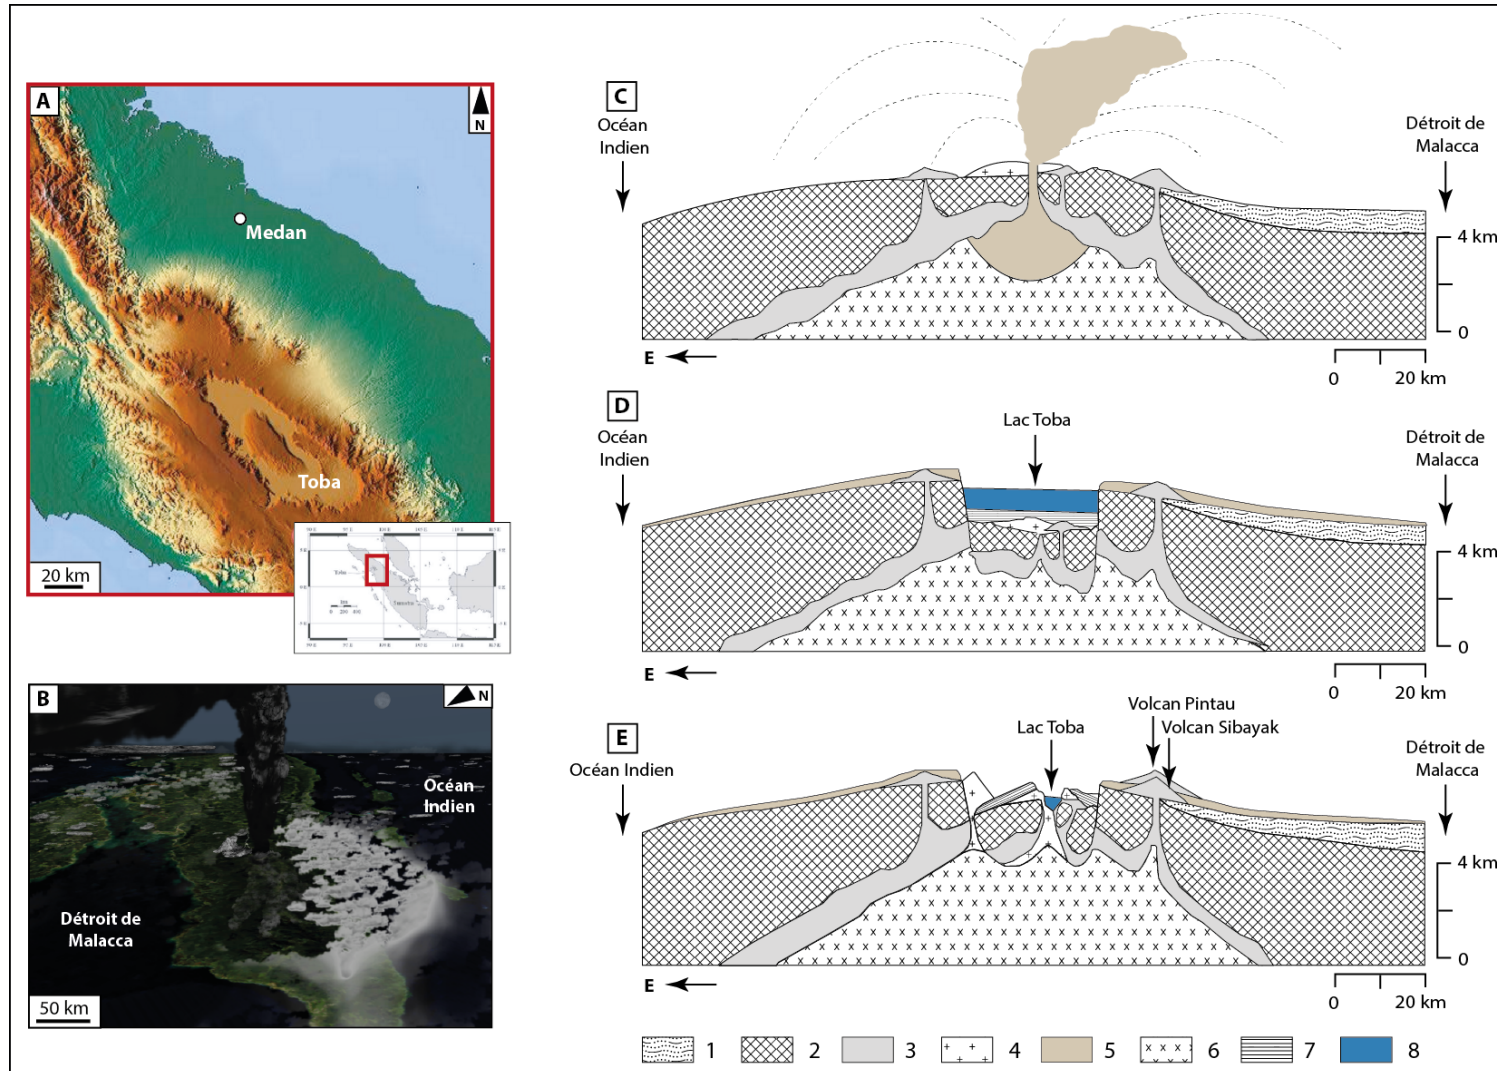 A
N
Medan
Toba
20 km
B
N
Océan
Indien
Détroit de
Malacca
50 km
C
Océan
Indien
Détroit de
Malacca
4 km
0
E
0 20 km
D
Lac Toba
Océan
Indien
Détroit de
Malacca
4 km
0
E
0 20 km
Volcan Pintau
Volcan Sibayak
E
Lac Toba
Océan Indien
Détroit de
Malacca
4 km
0
E
0 20 km
1 2 3 4 5 6 7 8